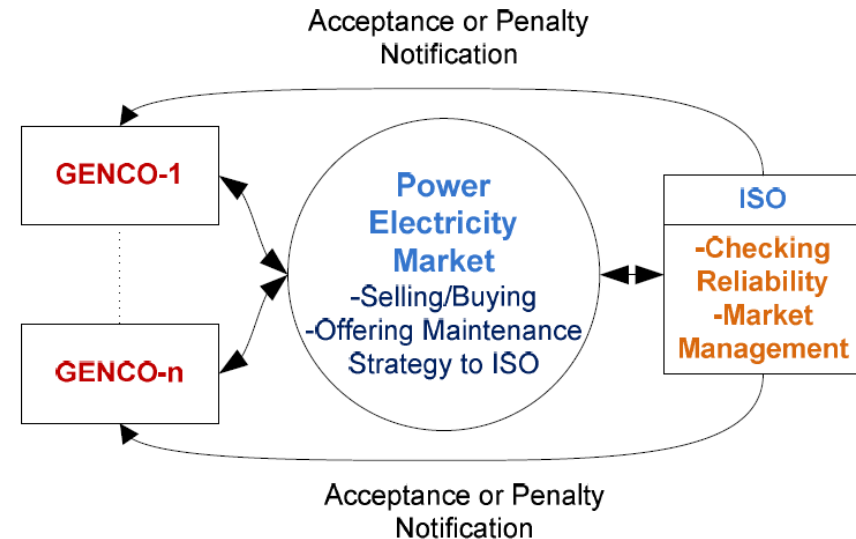 Acceptance or Penalty
Notification
GENCO-1
GENCO-n
Power
Electricity
Market
-Selling/Buying
-Offering Maintenance
Strategy to ISO
ISO
-Checking
Reliability
-Market
Management
Acceptance or Penalty
Notification